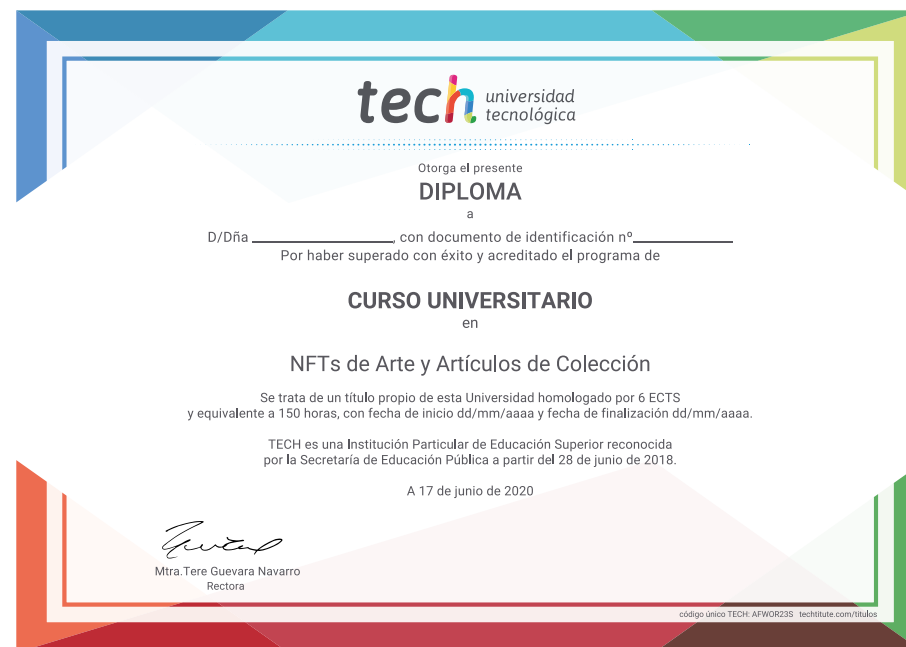 tech universidad
tecnológica
Otorga el presente
DIPLOMA
a
D/Dña ____________________, con documento de identificación nº______________
Por haber superado con éxito y acreditado el programa de
CURSO UNIVERSITARIO
en
NFTs de Arte y Artículos de Colección
Se trata de un título propio de esta Universidad homologado por 6 ECTS
y equivalente a 150 horas, con fecha de inicio dd/mm/aaaa y fecha de finalización dd/mm/aaaa.
TECH es una Institución Particular de Educación Superior reconocida
por la Secretaría de Educación Pública a partir del 28 de junio de 2018.
A 17 de junio de 2020
Mtra.Tere Guevara Navarro
Rectora
código único TECH: AFWOR23S techtitute.com/titulos